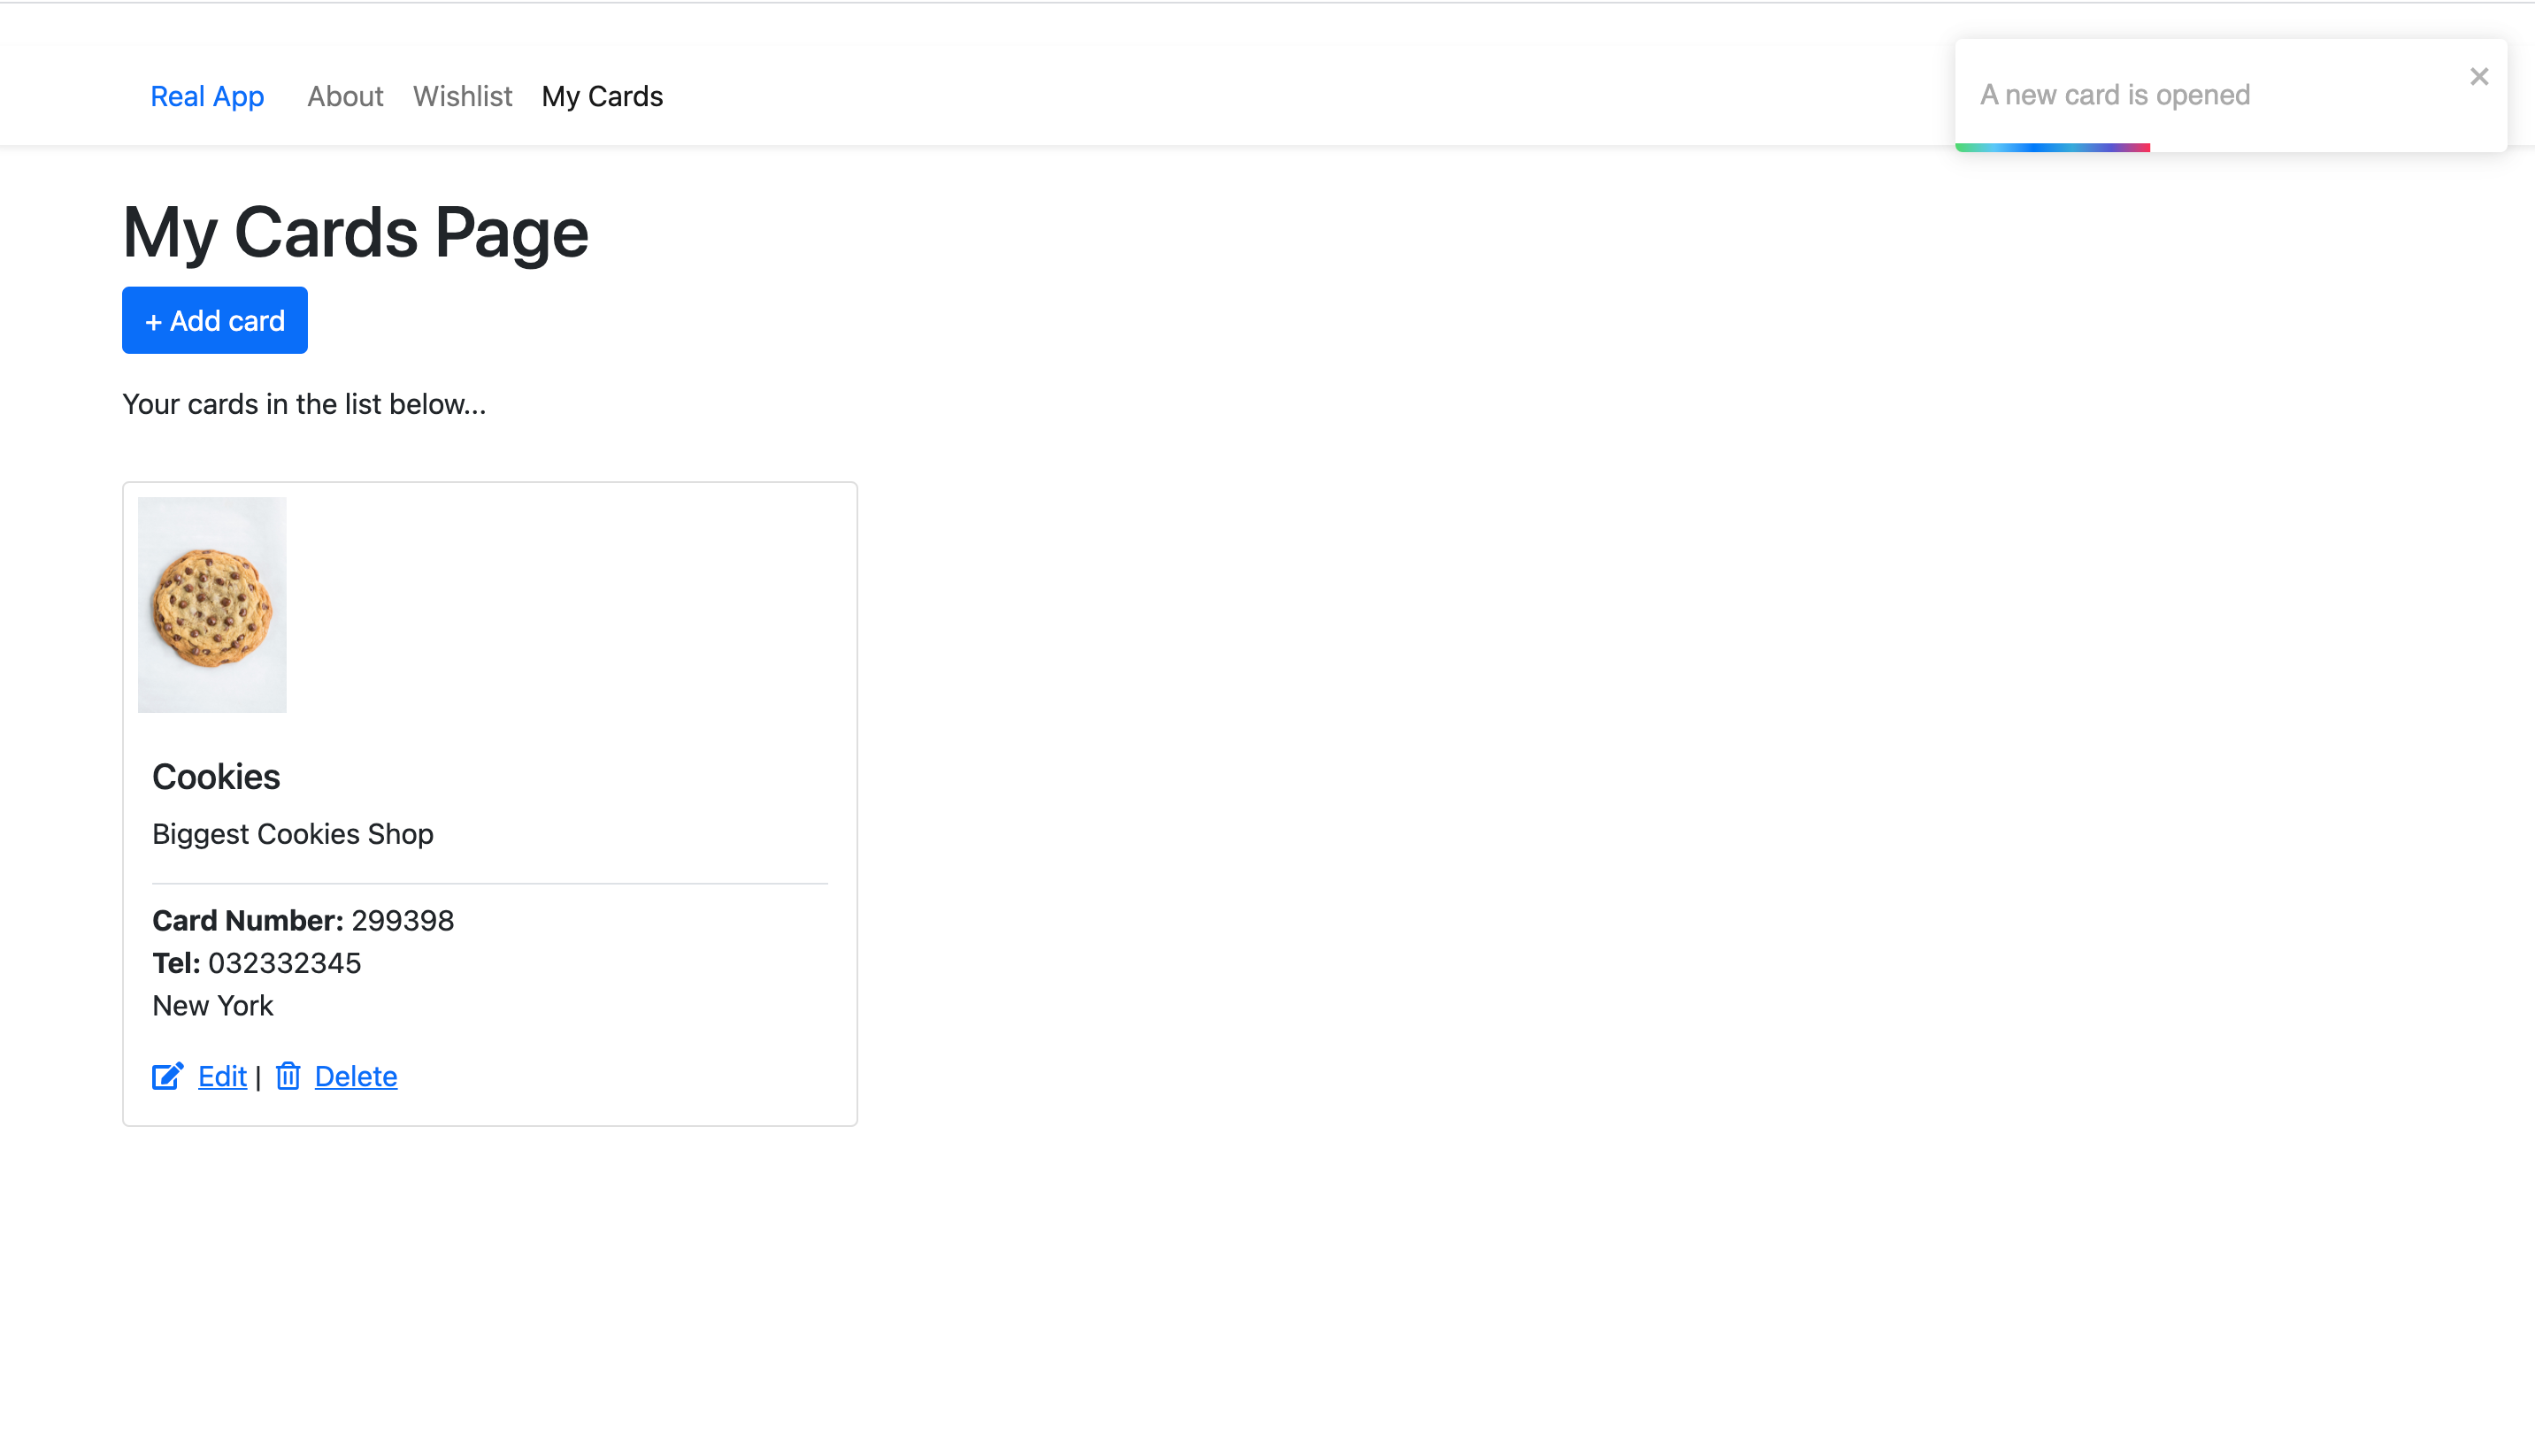 Real App About Wishlist My Cards
A new card is opened
My Cards Page
+ Add card
Your cards in the list below...
Cookies
Biggest Cookies Shop
Card Number: 299398
Tel: 032332345
New York
Edit | Delete